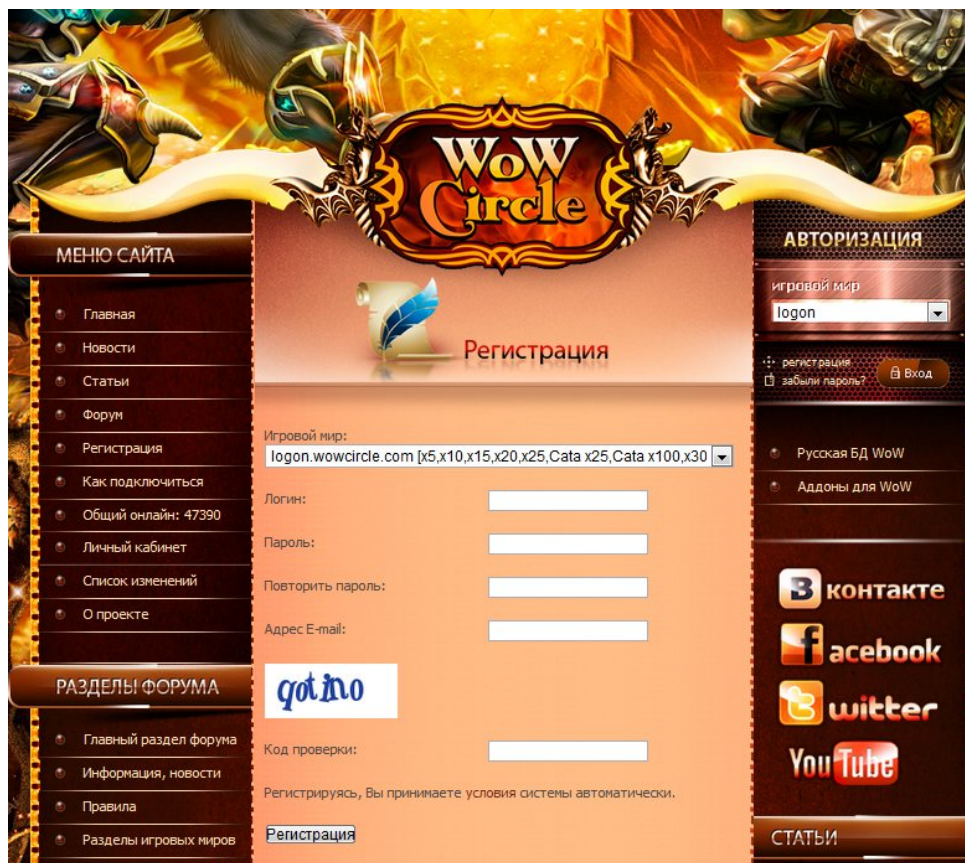 WoW
Circle
МЕНЮ САЙТА
Главная
Новости
Статьи
Форум
Регистрация
Как подключиться
Общий онлайн: 47390
Личный кабинет
Список изменений
О проекте
РАЗДЕЛЫ ФОРУМА
Главный раздел форума
Информация, новости
Правила
Разделы игровых миров
Регистрация
Игровой мир:
logon.wowcircle.com [x5,x10,x15,x20,x25,Cata x25,Cata x100,x30
Логин:
Пароль:
Повторить пароль:
Адрес E-mail:
qotino
Код проверки:
Регистрируясь, Вы принимаете условия системы автоматически.
Регистрация
АВТОРИЗАЦИЯ
игровой мир
logon
регистрация
забыли пароль?
Вход
Русская БД WoW
Аддоны для WoW
В контакте
facebook
twitter
YouTube
СТАТЬИ